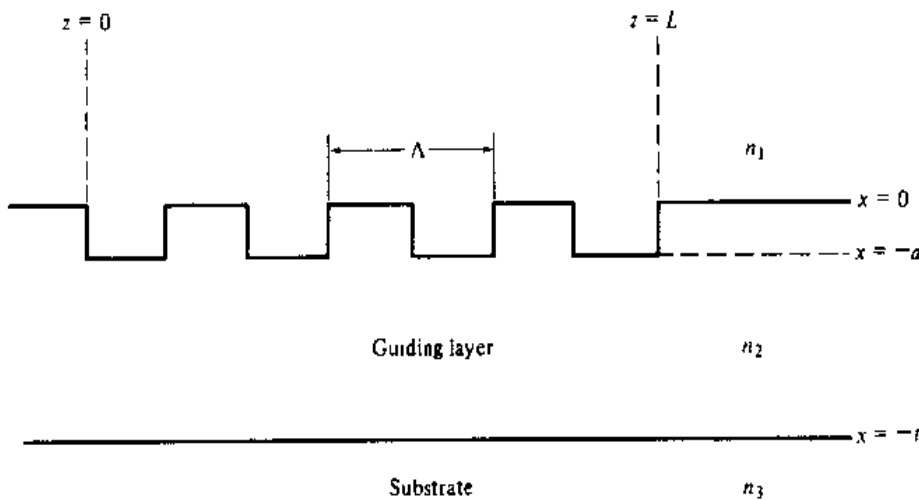 z = 0
z = L
Λ
n1
x = 0
x = -a
Guiding layer
n2
x = -t
Substrate
n3